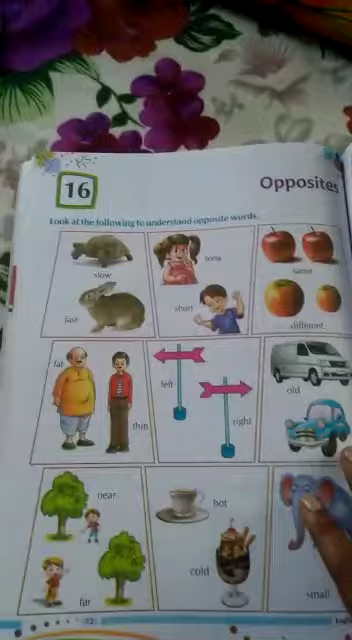 16
Opposites
Look at the following to understand opposite words.
slow
fast
long
short
same
different
fat
thin
left
right
old
near
far
hot
cold
small